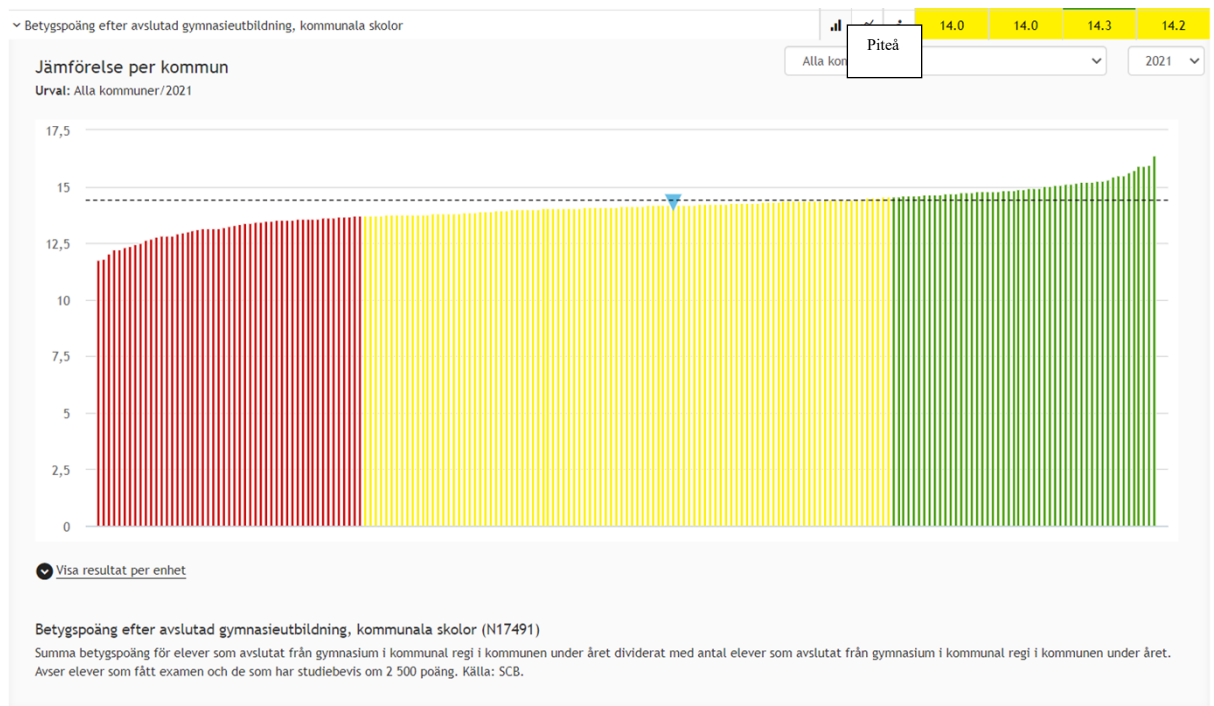 Betygspoäng efter avslutad gymnasieutbildning, kommunala skolor 14.0 14.0 14.3 14.2
Piteå
Jämförelse per kommun
Alla kom
2021
Urval: Alla kommuner/2021
17,5
15
12,5
10
7,5
5
2,5
0
Visa resultat per enhet
Betygspoäng efter avslutad gymnasieutbildning, kommunala skolor (N17491)
Summa betygspoäng för elever som avslutat från gymnasium i kommunal regi i kommunen under året dividerat med antal elever som avslutat från gymnasium i kommunal regi i kommunen under året.
Avser elever som fått examen och de som har studiebevis om 2 500 poäng. Källa: SCB.